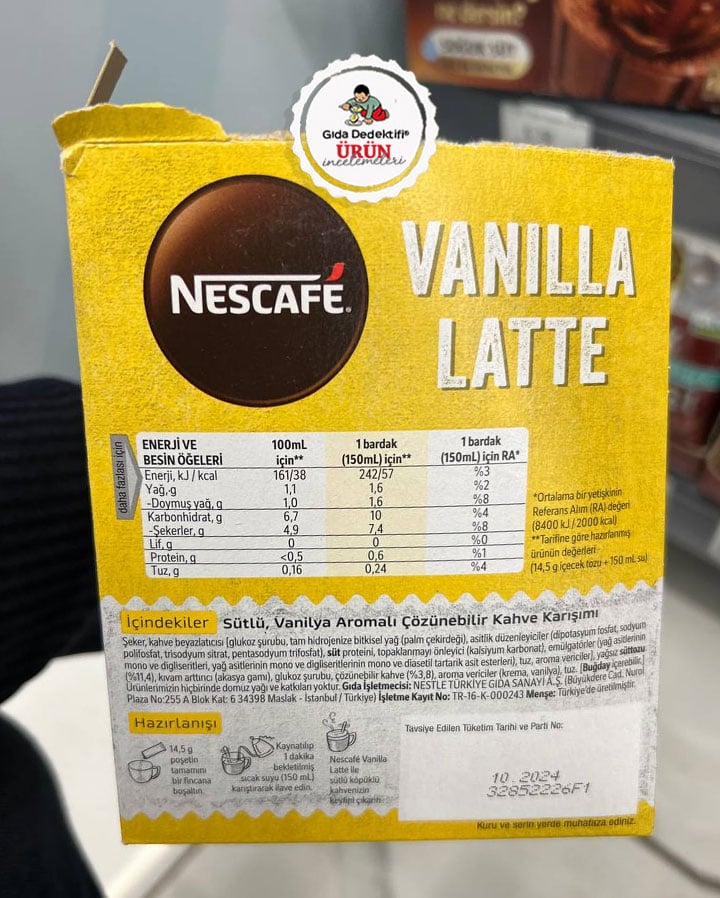 ne dersin?
Gıda Dedektifi®
ÜRÜN
incelemeleri
NESCAFÉ®
VANILLA
LATTE
daha fazlası için
ENERJİ VE BESİN ÖĞELERİ 100mL için** 1 bardak (150mL) için** 1 bardak (150mL) için RA*
Enerji, kJ / kcal 161/38 242/57 %3
Yağ, g 1,1 1,6 %2
-Doymuş yağ, g 1,0 1,6 %8
Karbonhidrat, g 6,7 10 %4
-Şekerler, g 4,9 7,4 %8
Lif, g 0 0 %0
Protein, g <0,5 0,6 %1
Tuz, g 0,16 0,24 %4
*Ortalama bir yetişkinin
Referans Alım (RA) değeri
(8400 kJ / 2000 kcal)
**Tarifine göre hazırlanmış
ürünün değerleri
(14,5 g içecek tozu + 150 mL su)
İçindekiler Sütlü, Vanilya Aromalı Çözünebilir Kahve Karışımı
Şeker, kahve beyazlatıcısı [glukoz şurubu, tam hidrojenize bitkisel yağ (palm çekirdeği), asitlik düzenleyiciler (dipotasyum fosfat, sodyum
polifosfat, trisodyum sitrat, pentasodyum trifosfat), süt proteini, topaklanmayı önleyici (kalsiyum karbonat), emülgatörler (yağ asitlerinin
mono ve digliseritleri, yağ asitlerinin mono ve digliseritlerinin mono ve diasetil tartarik asit esterleri), tuz, aroma vericiler], yağsız süttozu
(%11,4), kıvam arttırıcı (akasya gamı), glukoz şurubu, çözünebilir kahve (%3,8), aroma vericiler (krema, vanilya), tuz. (Buğday içerebilir.)
Ürünlerimizin hiçbirinde domuz yağı ve katkıları yoktur. Gıda İşletmecisi: NESTLE TÜRKİYE GIDA SANAYİ A.Ş. (Büyükdere Cad. Nurol
Plaza No:255 A Blok Kat: 6 34398 Maslak - İstanbul / Türkiye) İşletme Kayıt No: TR-16-K-000243 Menşe: Türkiye'de üretilmiştir.
Hazırlanışı
14,5 g
poşetin
tamamını
bir fincana
boşaltın.
Kaynatılıp
1 dakika
bekletilmiş
sıcak suyu (150 mL)
karıştırarak ilave edin.
Nescafé Vanilla
Latte ile
sütlü köpüklü
kahvenizin
keyfini çıkarın.
Tavsiye Edilen Tüketim Tarihi ve Parti No:
10.2024
32852226F1
Kuru ve serin yerde muhafaza ediniz.